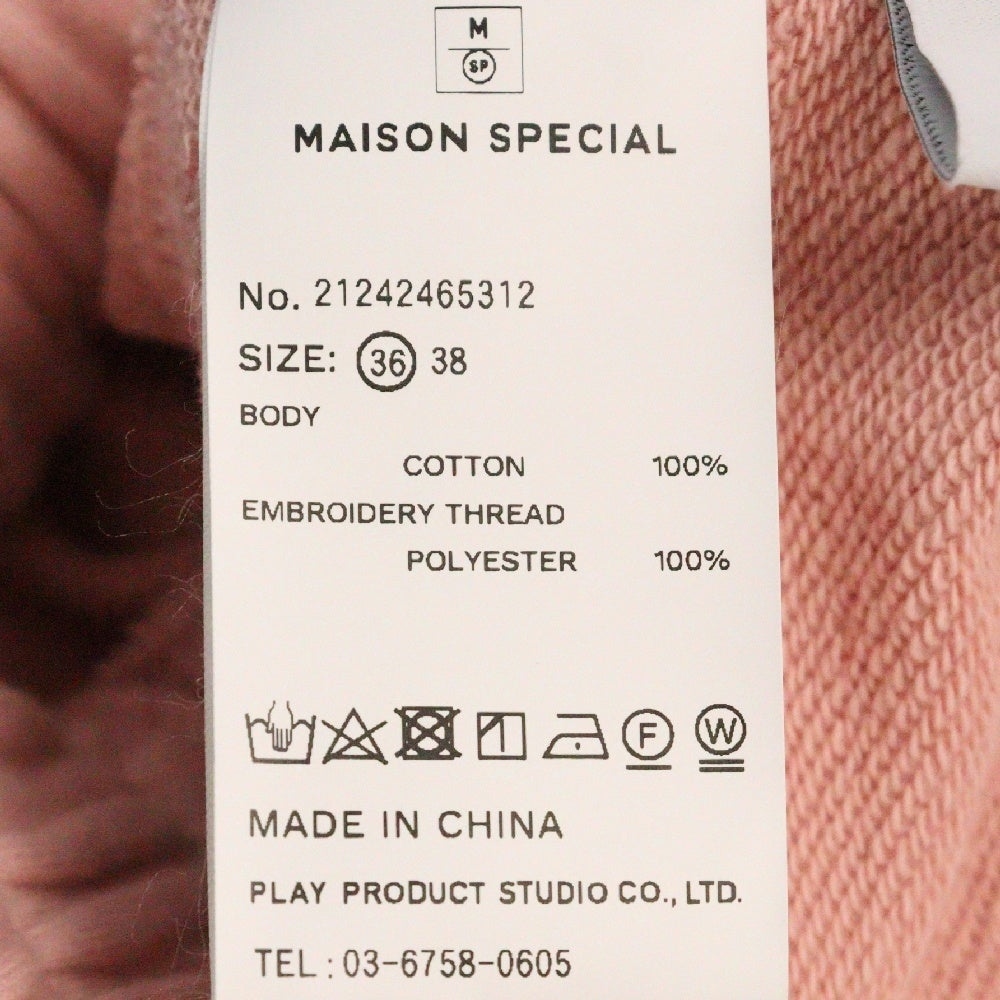 M
SP
MAISON SPECIAL
No. 21242465312
SIZE: 36 38
BODY
COTTON 100%
EMBROIDERY THREAD
POLYESTER 100%
F W
MADE IN CHINA
PLAY PRODUCT STUDIO CO., LTD.
TEL : 03-6758-0605